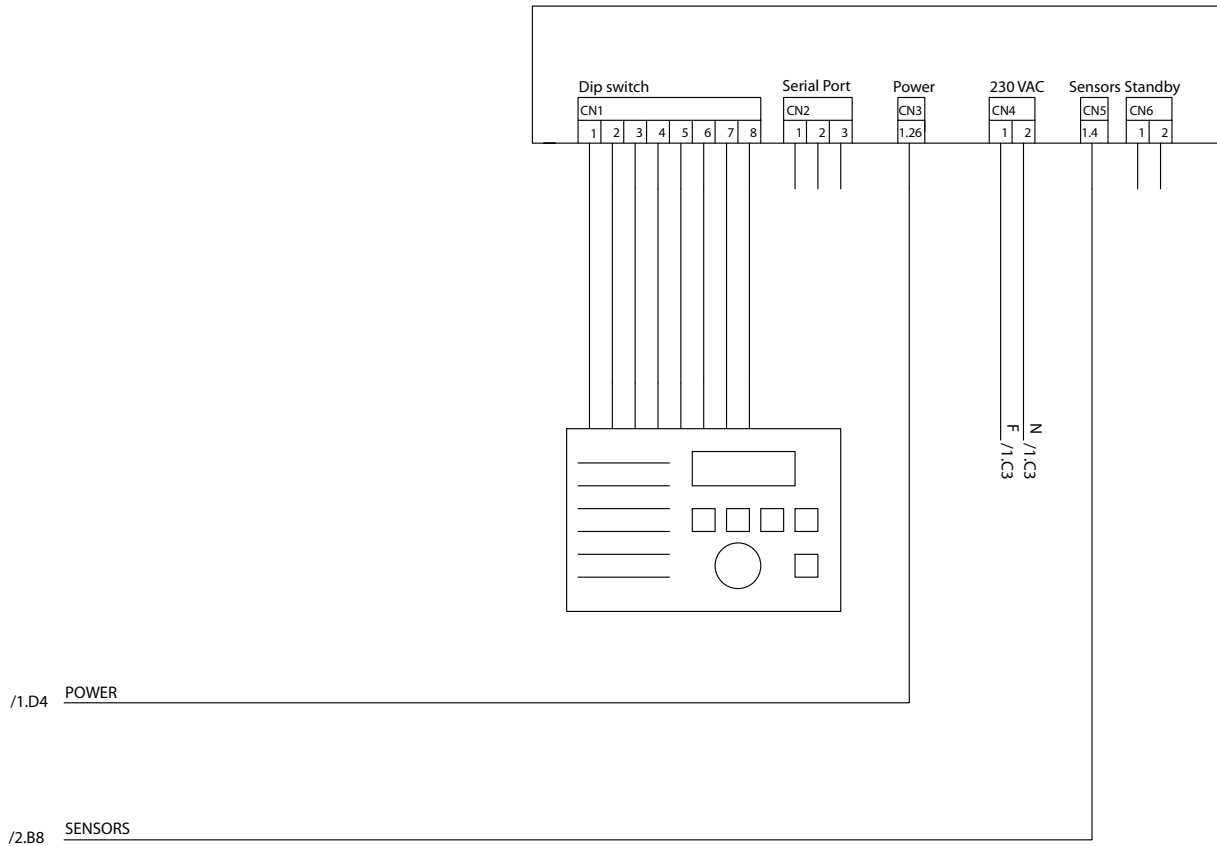 Dip switch Serial Port Power 230 VAC Sensors Standby
CN1 CN2 CN3 CN4 CN5 CN6
1 2 3 4 5 6 7 8 1 2 3 1.26 1 2 1.4 1 2
N /1.C3
F /1.C3
/1.D4 POWER
/2.B8 SENSORS